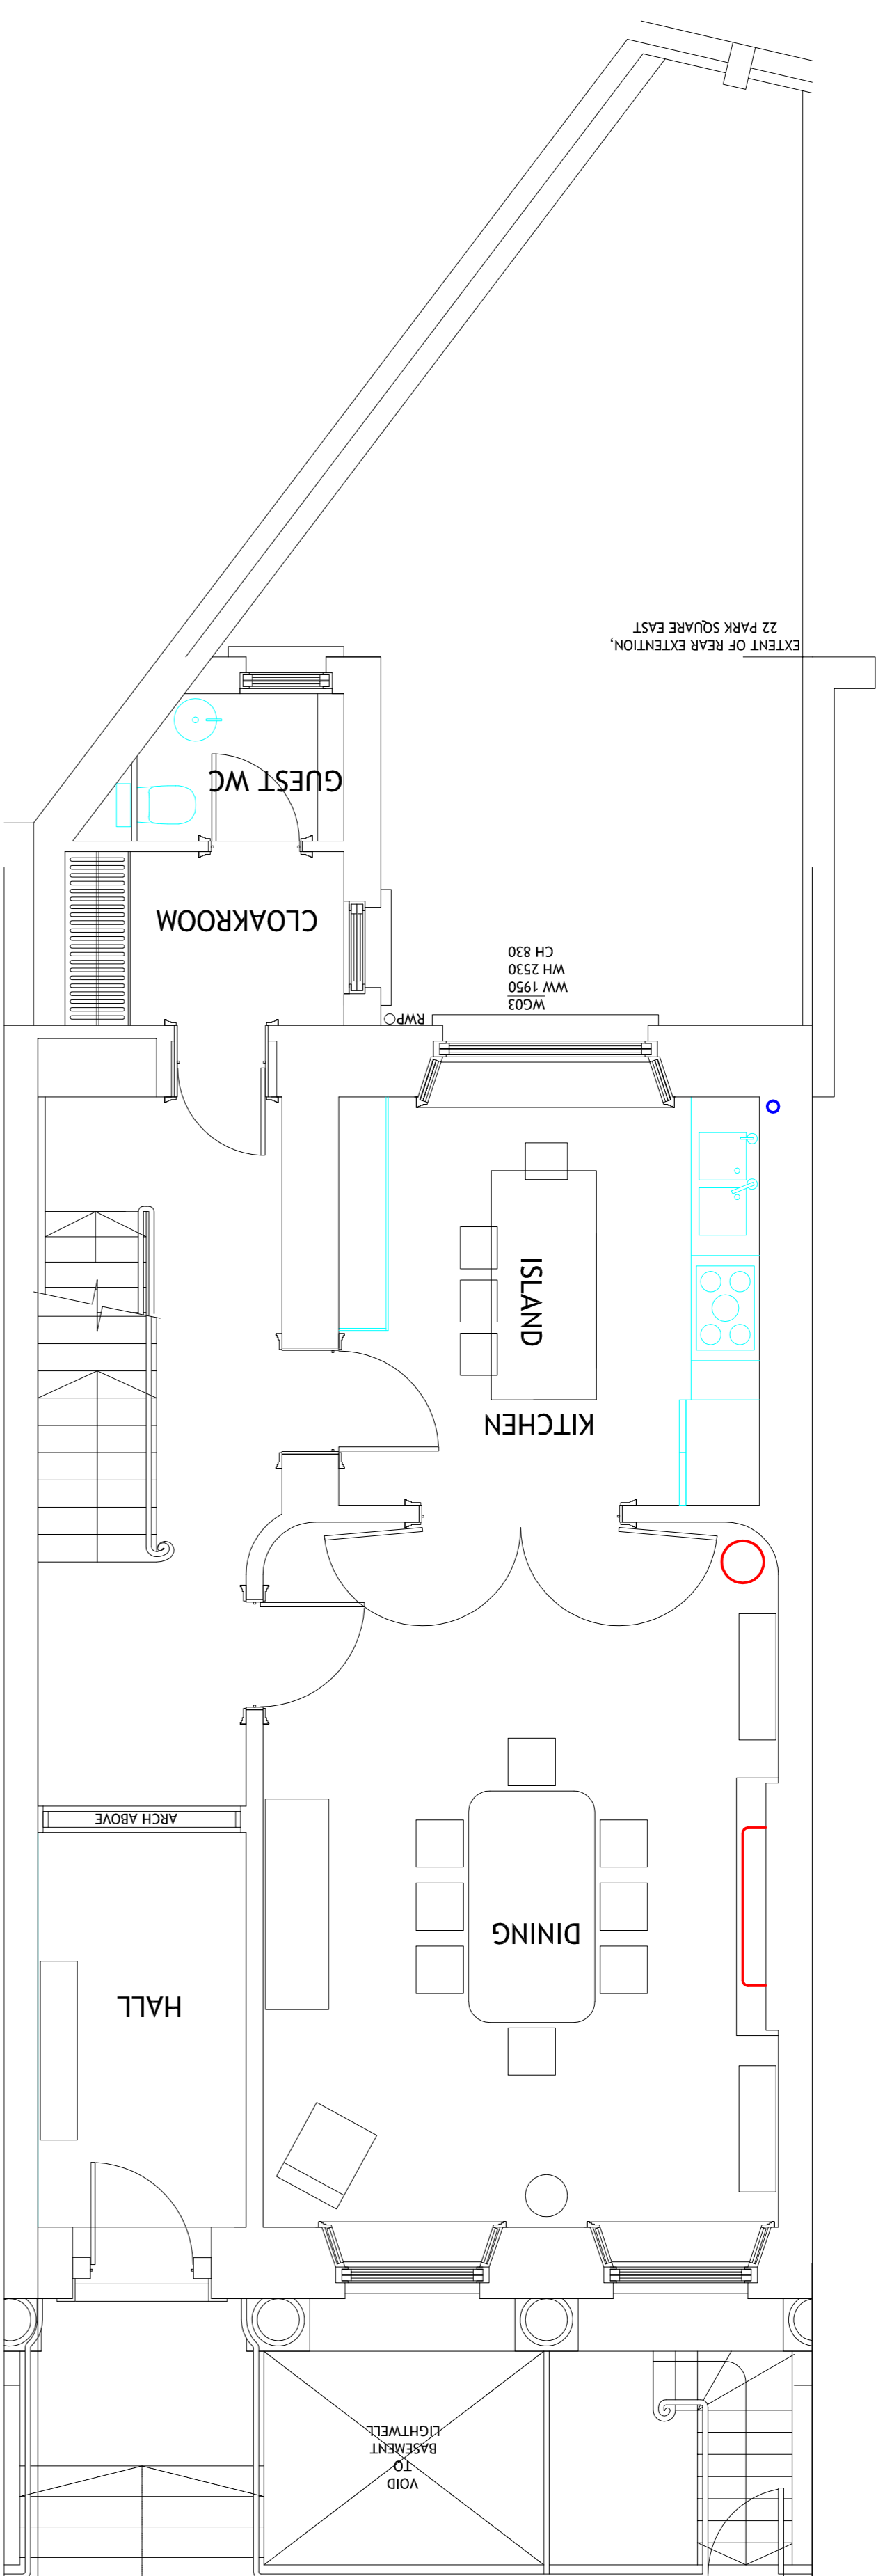 VOID
TO
BASEMENT
LIGHTWELL
HALL
DINING
ARCH ABOVE
KITCHEN
ISLAND
RWP
WG03
WW 1950
WH 2530
CH 830
CLOAKROOM
GUEST WC
EXTENT OF REAR EXTENTION,
22 PARK SQUARE EAST